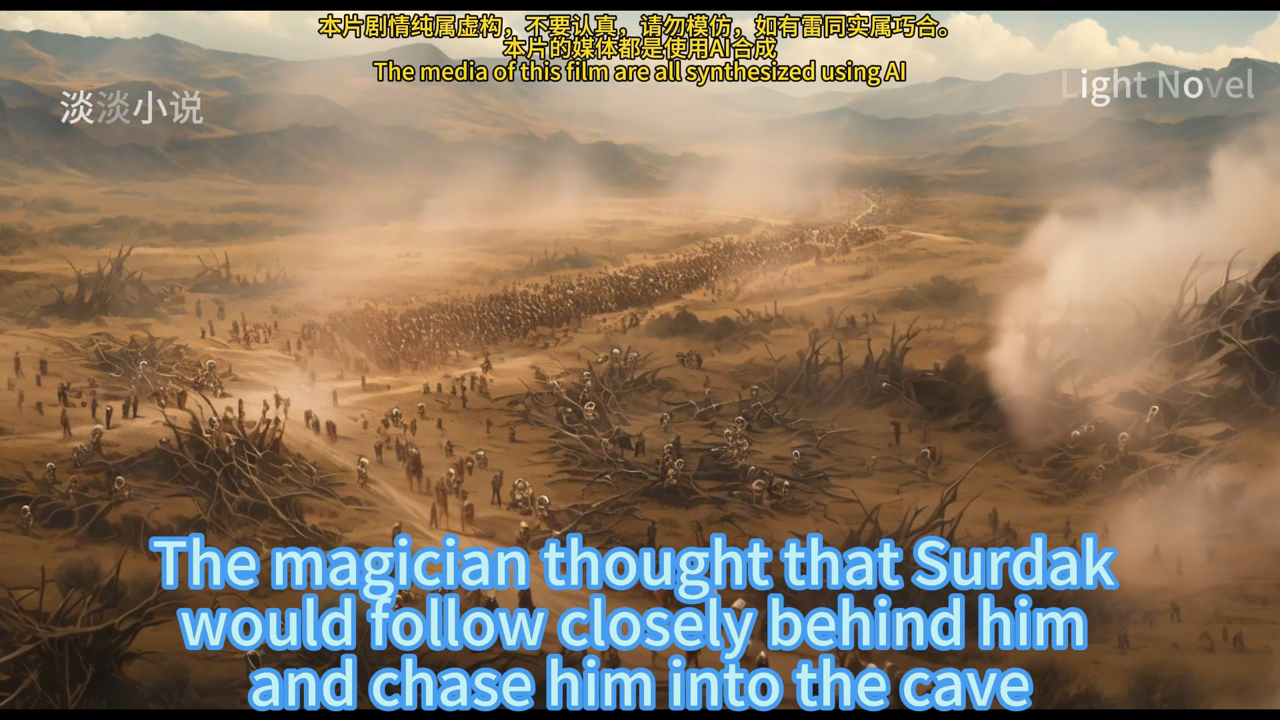 本片剧情纯属虚构，不要认真，请勿模仿，如有雷同实属巧合。
本片的媒体都是使用AI合成
The media of this film are all synthesized using AI
淡淡小说
Light Novel
The magician thought that Surdak
would follow closely behind him
and chase him into the cave